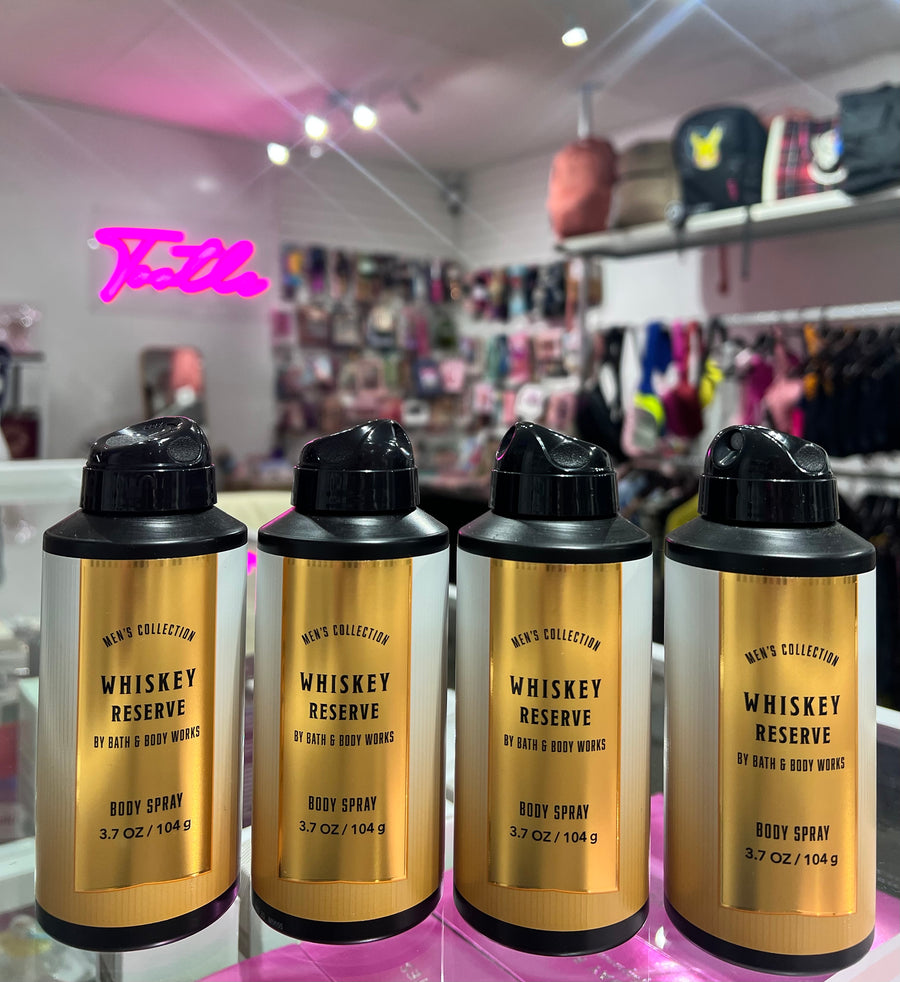 MEN'S COLLECTION
WHISKEY
RESERVE
BY BATH & BODY WORKS
BODY SPRAY
3.7 OZ / 104 g
MEN'S COLLECTION
WHISKEY
RESERVE
BY BATH & BODY WORKS
BODY SPRAY
3.7 OZ / 104 g
MEN'S COLLECTION
WHISKEY
RESERVE
BY BATH & BODY WORKS
BODY SPRAY
3.7 OZ / 104 g
MEN'S COLLECTION
WHISKEY
RESERVE
BY BATH & BODY WORKS
BODY SPRAY
3.7 OZ / 104 g